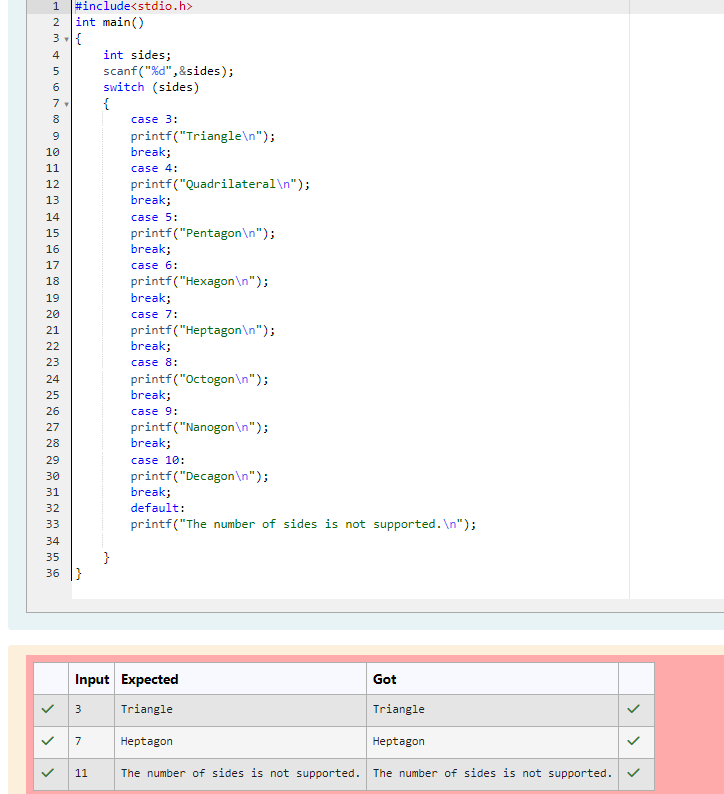 1 #include<stdio.h>
2 int main()
3 {
4 int sides;
5 scanf("%d",&sides);
6 switch (sides)
7 {
8 case 3:
9 printf("Triangle\n");
10 break;
11 case 4:
12 printf("Quadrilateral\n");
13 break;
14 case 5:
15 printf("Pentagon\n");
16 break;
17 case 6:
18 printf("Hexagon\n");
19 break;
20 case 7:
21 printf("Heptagon\n");
22 break;
23 case 8:
24 printf("Octogon\n");
25 break;
26 case 9:
27 printf("Nanogon\n");
28 break;
29 case 10:
30 printf("Decagon\n");
31 break;
32 default:
33 printf("The number of sides is not supported.\n");
34
35 }
36 }
Input Expected Got
3 Triangle Triangle
7 Heptagon Heptagon
11 The number of sides is not supported. The number of sides is not supported.